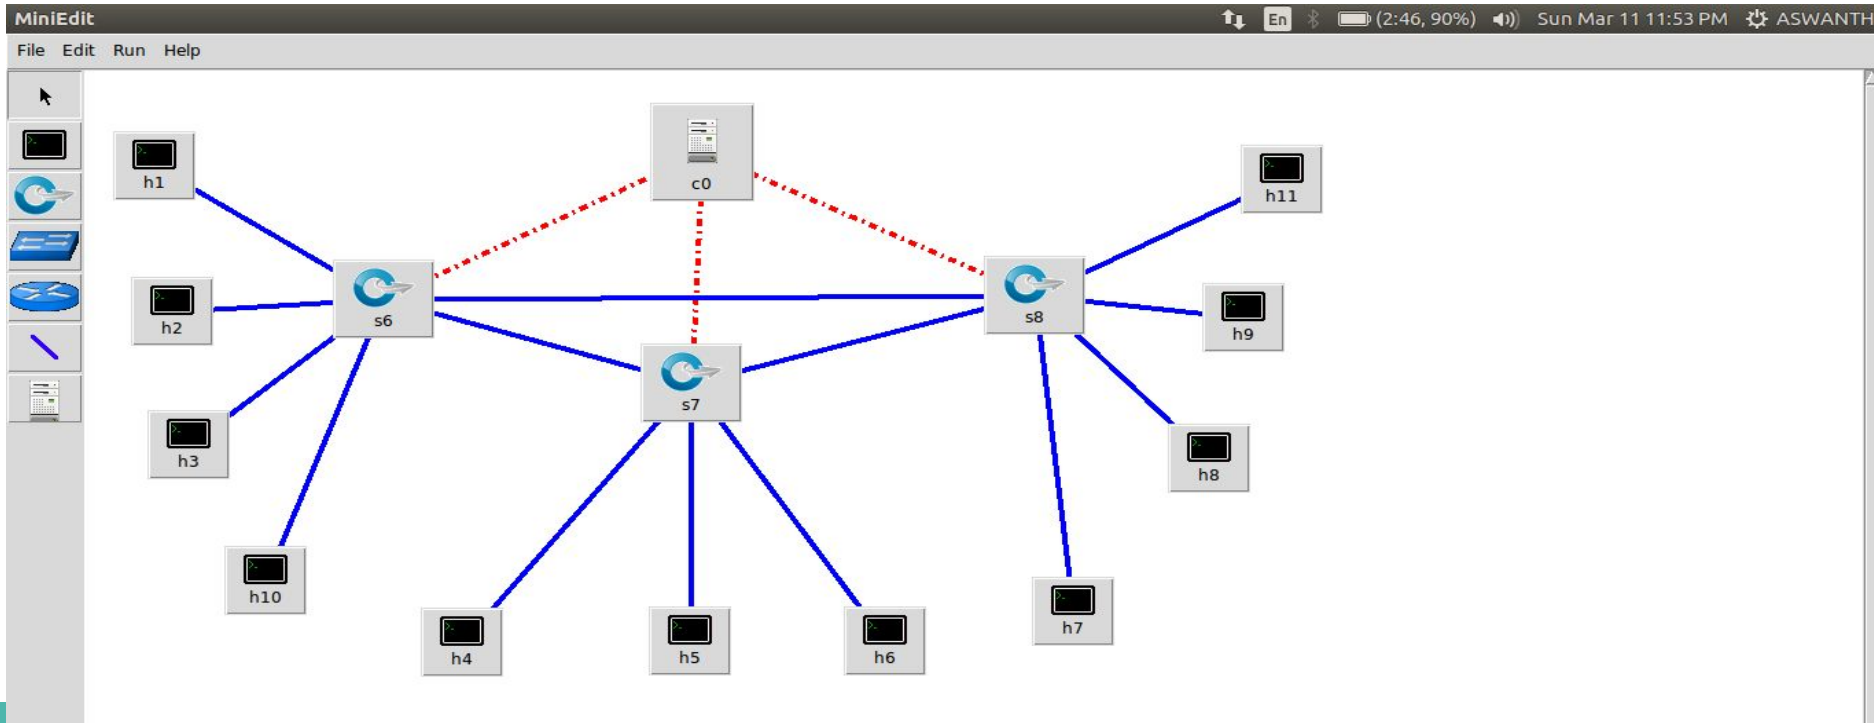 MiniEdit
En (2:46, 90%) Sun Mar 11 11:53 PM ASWANTH
File Edit Run Help
c0
h1
h11
h2
s6
s8
h9
s7
h3
h8
h10
h4
h5
h6
h7